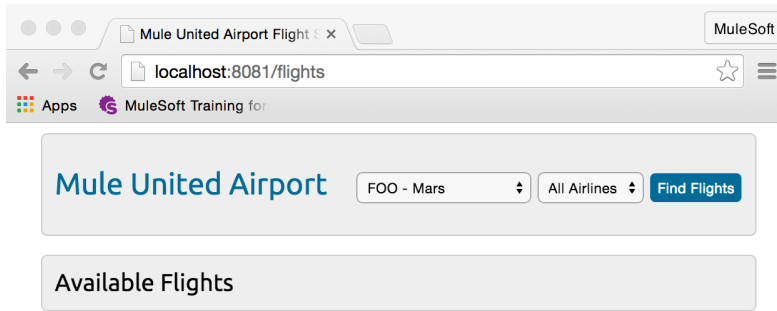 Mule United Airport Flight S
MuleSoft
localhost:8081/flights
Apps MuleSoft Training for
Mule United Airport FOO - Mars All Airlines Find Flights
Available Flights